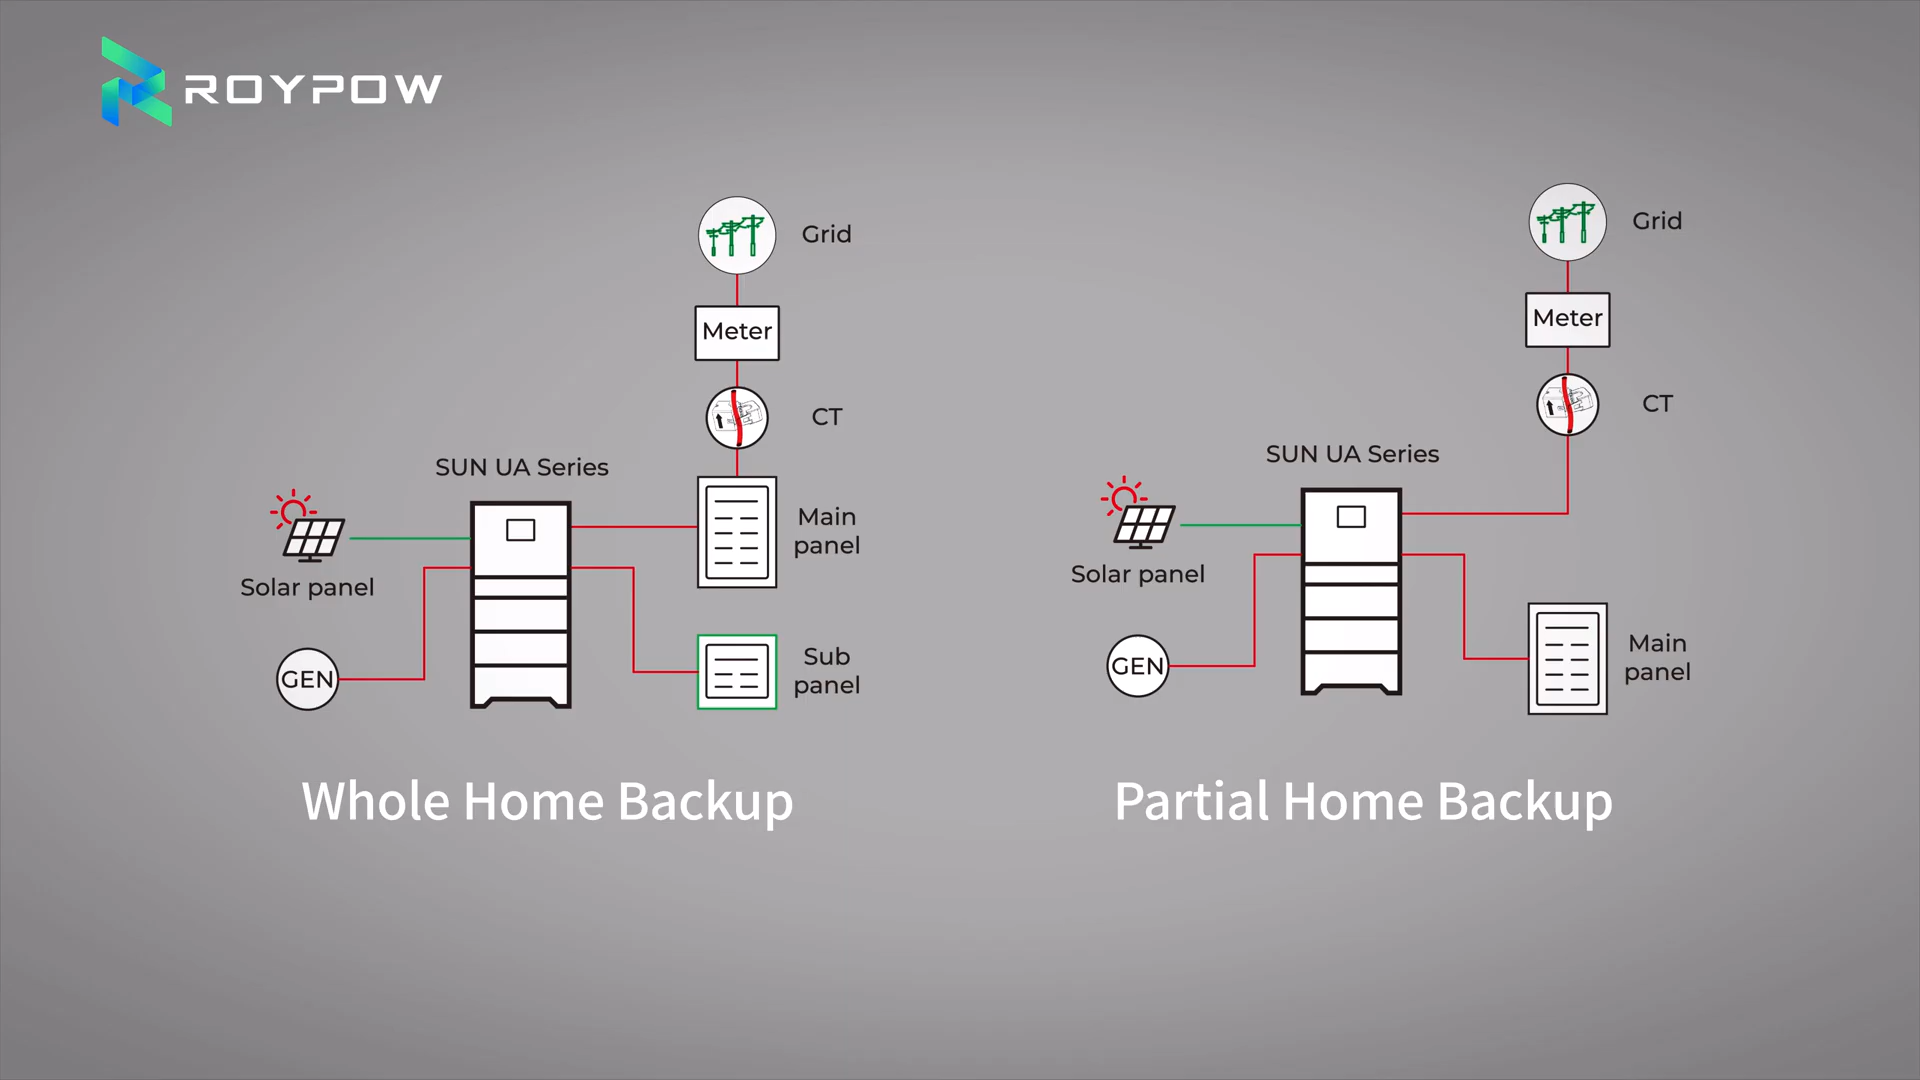 ROYPOW
Grid
Meter
CT
SUN UA Series
Main
panel
Solar panel
Sub
panel
GEN
Whole Home Backup
Grid
Meter
CT
SUN UA Series
Solar panel
GEN
Main
panel
Partial Home Backup